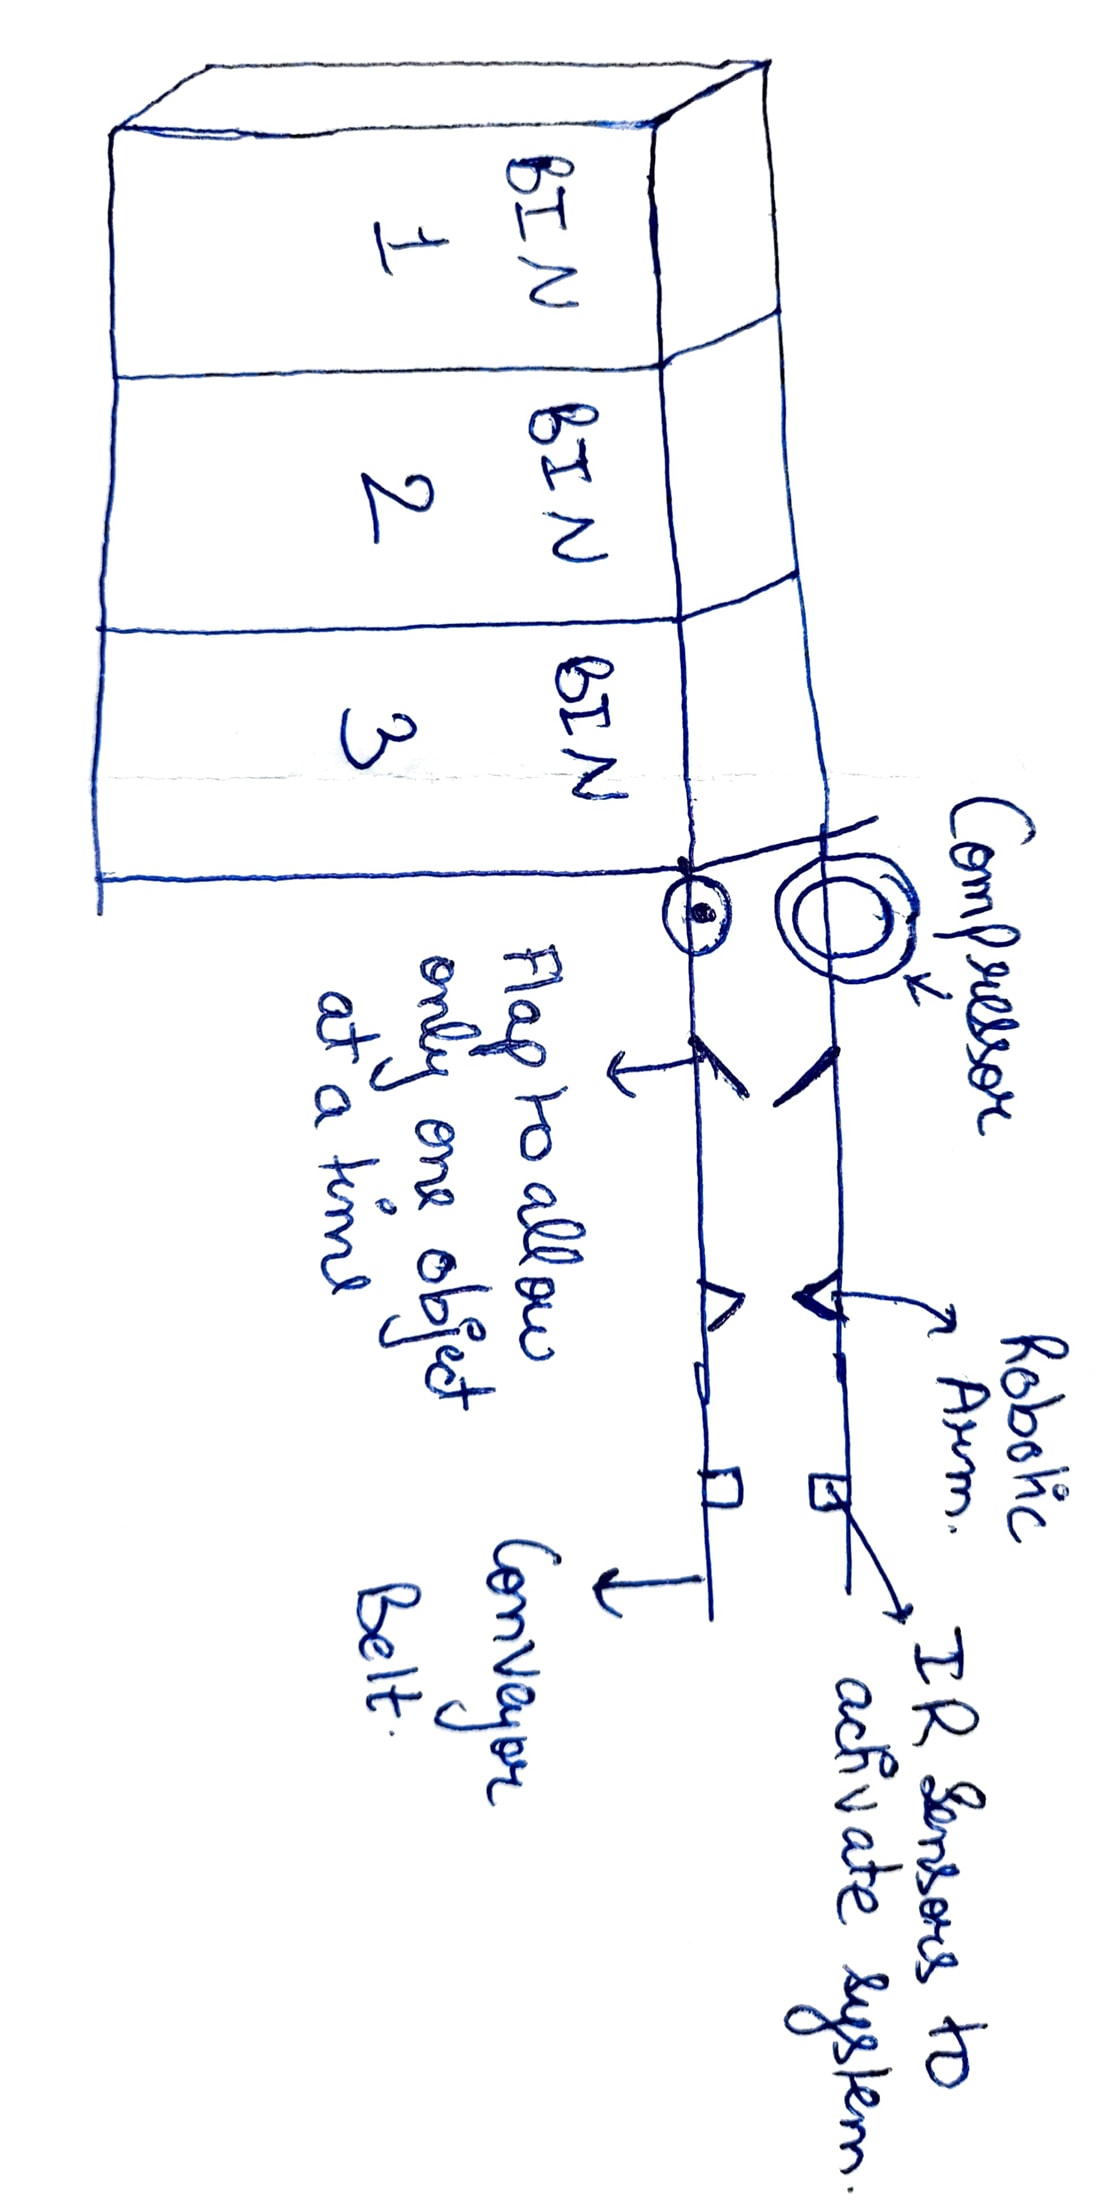 BIN
1
BIN
2
BIN
3
Compressor
Flap to allow
only one object
at a time
Robotic
Arm.
IR Sensors to
activate system.
Conveyor
Belt.